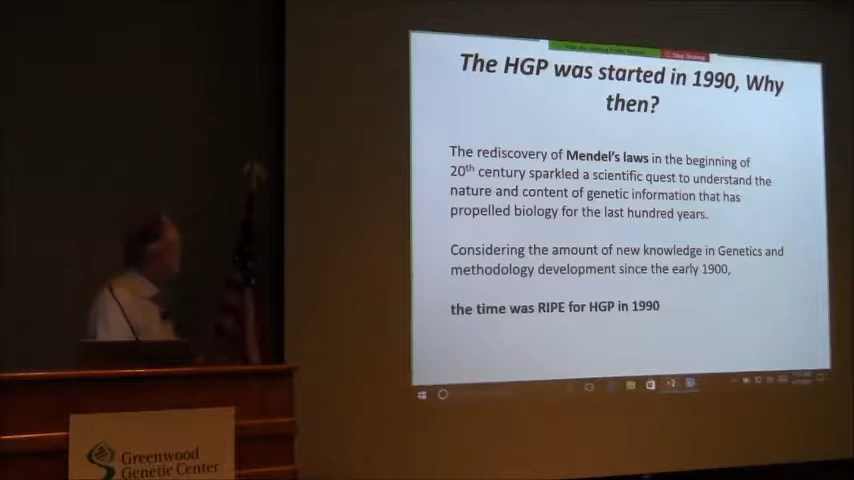 The HGP was started in 1990, Why
then?
The rediscovery of Mendel's laws in the beginning of
20th century sparkled a scientific quest to understand the
nature and content of genetic information that has
propelled biology for the last hundred years.
Considering the amount of new knowledge in Genetics and
methodology development since the early 1900,
the time was RIPE for HGP in 1990
Greenwood
Genetic Center